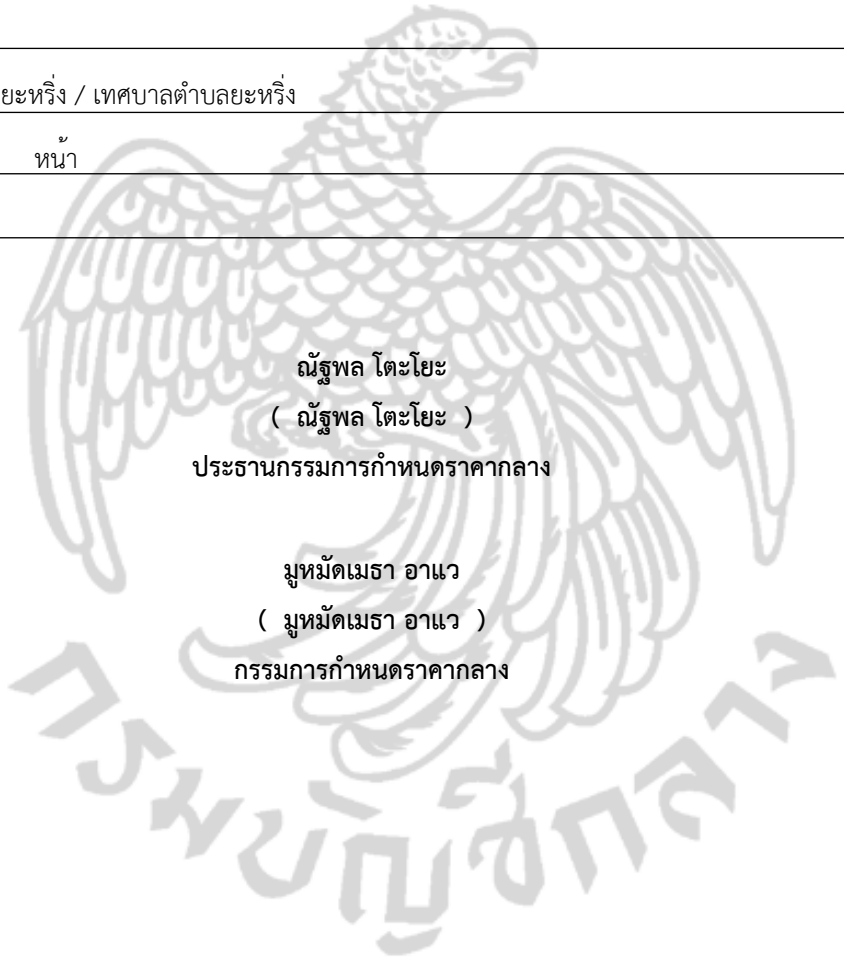 ยะหริ่ง / เทศบาลตำบลยะหริ่ง
หน้า
ณัฐพล โตะโยะ
( ณัฐพล โตะโยะ )
ประธานกรรมการกำหนดราคากลาง
มูหมัดเมธา อาแว
( มูหมัดเมธา อาแว )
กรรมการกำหนดราคากลาง
กรมบัญชีกลาง